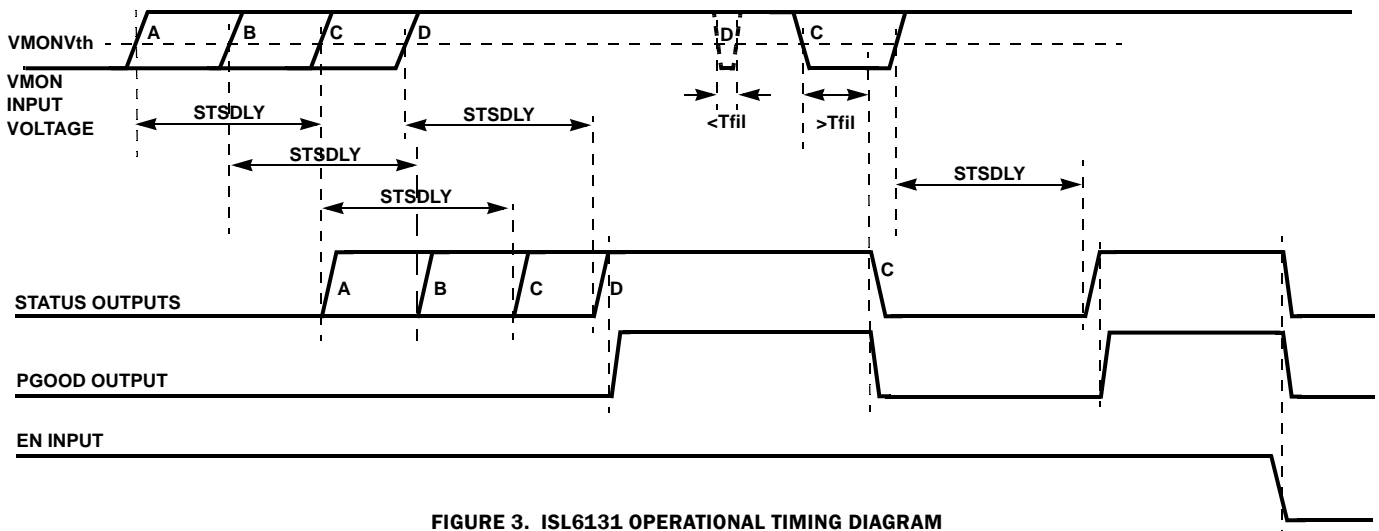 A B C D D C
VMONVth
VMON
INPUT
VOLTAGE
STSDLY STSDLY <Tfil >Tfil
STSDLY
STSDLY
STSDLY
A B C D C
STATUS OUTPUTS
PGOOD OUTPUT
EN INPUT
FIGURE 3. ISL6131 OPERATIONAL TIMING DIAGRAM